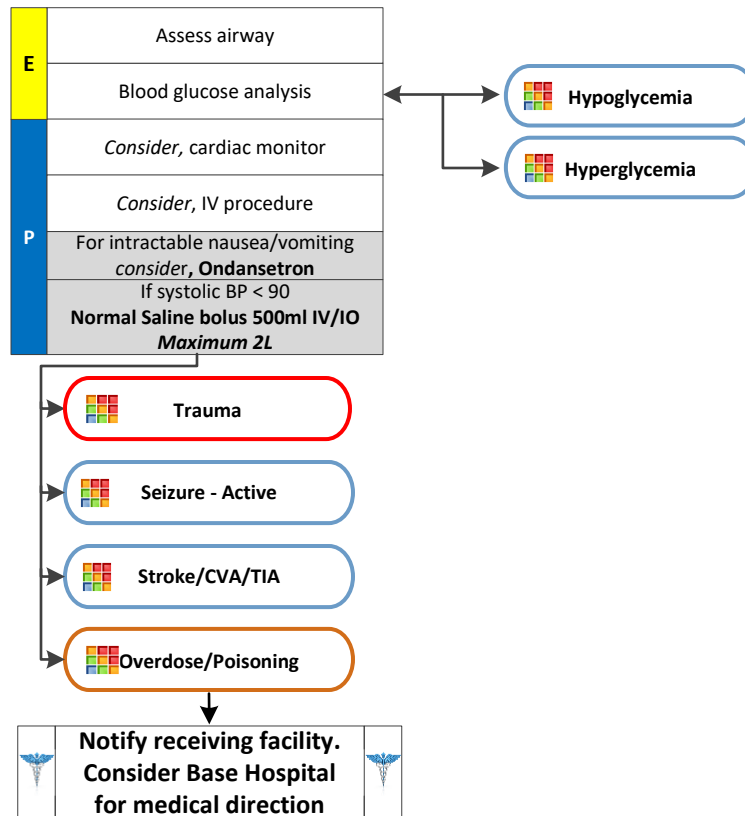 E
Assess airway
Blood glucose analysis
Hypoglycemia
Hyperglycemia
P
Consider, cardiac monitor
Consider, IV procedure
For intractable nausea/vomiting
consider, Ondansetron
If systolic BP < 90
Normal Saline bolus 500ml IV/IO
Maximum 2L
Trauma
Seizure - Active
Stroke/CVA/TIA
Overdose/Poisoning
Notify receiving facility.
Consider Base Hospital
for medical direction